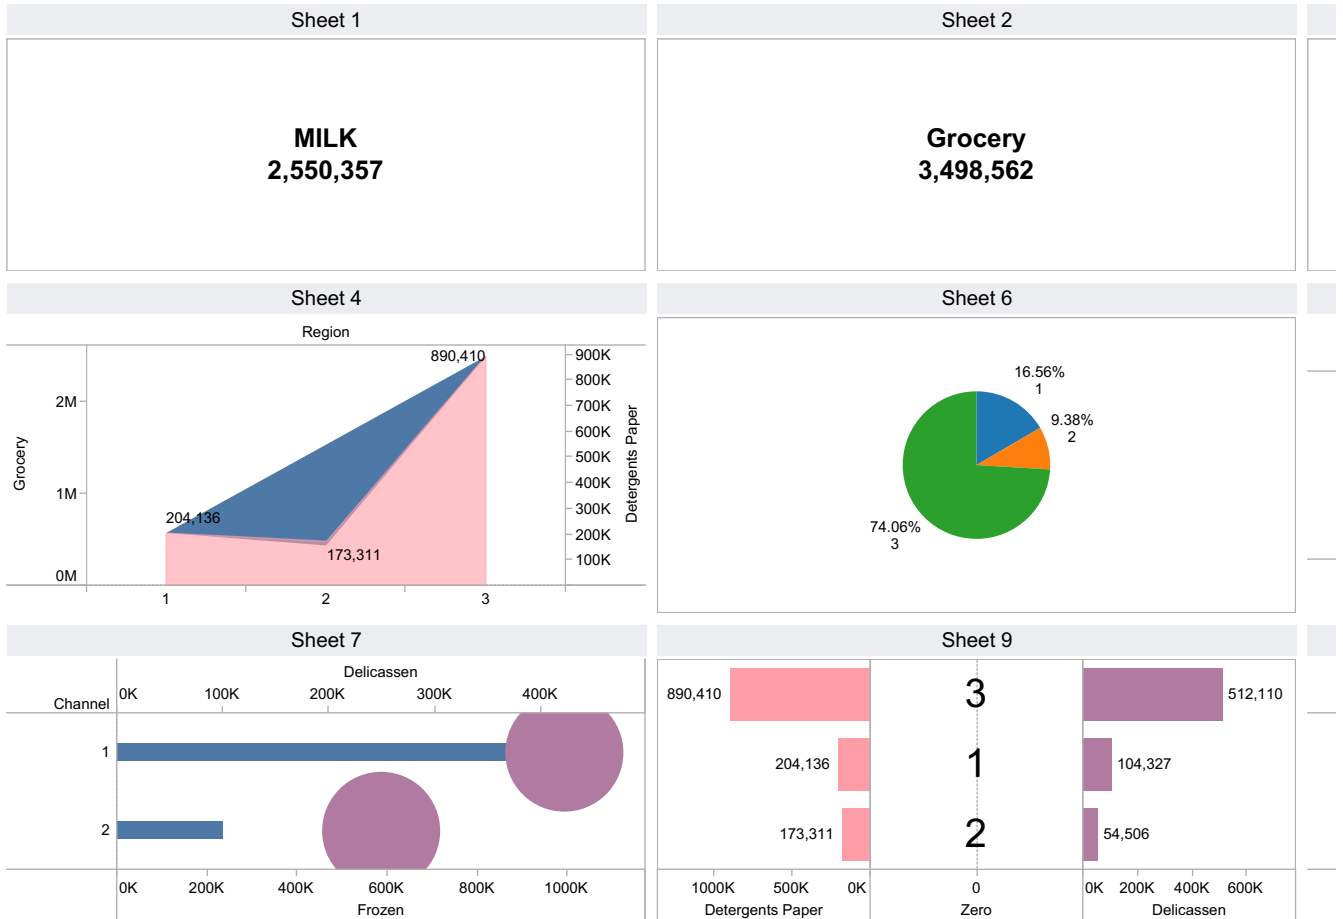 Sheet 1
MILK
2,550,357
Sheet 2
Grocery
3,498,562
Sheet 4
Region
890,410
204,136
173,311
2M
1M
0M
Grocery
900K
800K
700K
600K
500K
400K
300K
200K
100K
Detergents Paper
1 2 3
Sheet 6
16.56%
1
9.38%
2
74.06%
3
Sheet 7
Delicassen
Channel 0K 100K 200K 300K 400K
1
2
0K 200K 400K 600K 800K 1000K
Frozen
Sheet 9
890,410 3 512,110
204,136 1 104,327
173,311 2 54,506
1000K 500K 0K 0 0K 200K 400K 600K
Detergents Paper Zero Delicassen